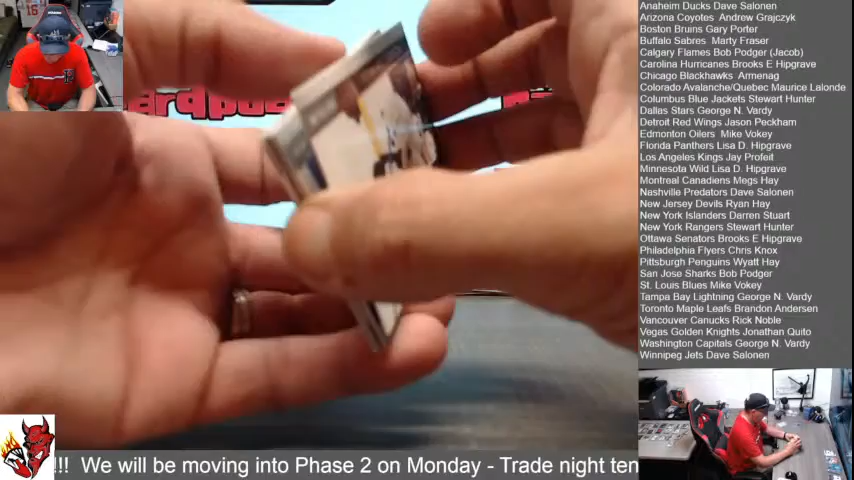 Anaheim Ducks Dave Salonen
Arizona Coyotes Andrew Grajczyk
Boston Bruins Gary Porter
Buffalo Sabres Marty Fraser
Calgary Flames Bob Podger (Jacob)
Carolina Hurricanes Brooks E Hipgrave
Chicago Blackhawks Armenag
Colorado Avalanche/Quebec Maurice Lalonde
Columbus Blue Jackets Stewart Hunter
Dallas Stars George N. Vardy
Detroit Red Wings Jason Peckham
Edmonton Oilers Mike Vokey
Florida Panthers Lisa D. Hipgrave
Los Angeles Kings Jay Profeit
Minnesota Wild Lisa D. Hipgrave
Montreal Canadiens Megs Hay
Nashville Predators Dave Salonen
New Jersey Devils Ryan Hay
New York Islanders Darren Stuart
New York Rangers Stewart Hunter
Ottawa Senators Brooks E Hipgrave
Philadelphia Flyers Chris Knox
Pittsburgh Penguins Wyatt Hay
San Jose Sharks Bob Podger
St. Louis Blues Mike Vokey
Tampa Bay Lightning George N. Vardy
Toronto Maple Leafs Brandon Andersen
Vancouver Canucks Rick Noble
Vegas Golden Knights Jonathan Quito
Washington Capitals George N. Vardy
Winnipeg Jets Dave Salonen
!!! We will be moving into Phase 2 on Monday - Trade night ten